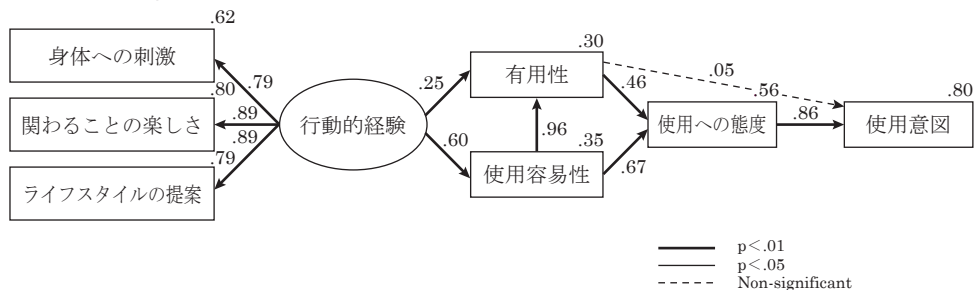 .62
身体への刺激
.79
.80
関わることの楽しさ
.89
.89
.79
ライフスタイルの提案
行動的経験
.25
.60
.30
有用性
.96
.35
使用容易性
.46
.67
.05
.56
使用への態度
.86
.80
使用意図
p<.01
p<.05
Non-significant